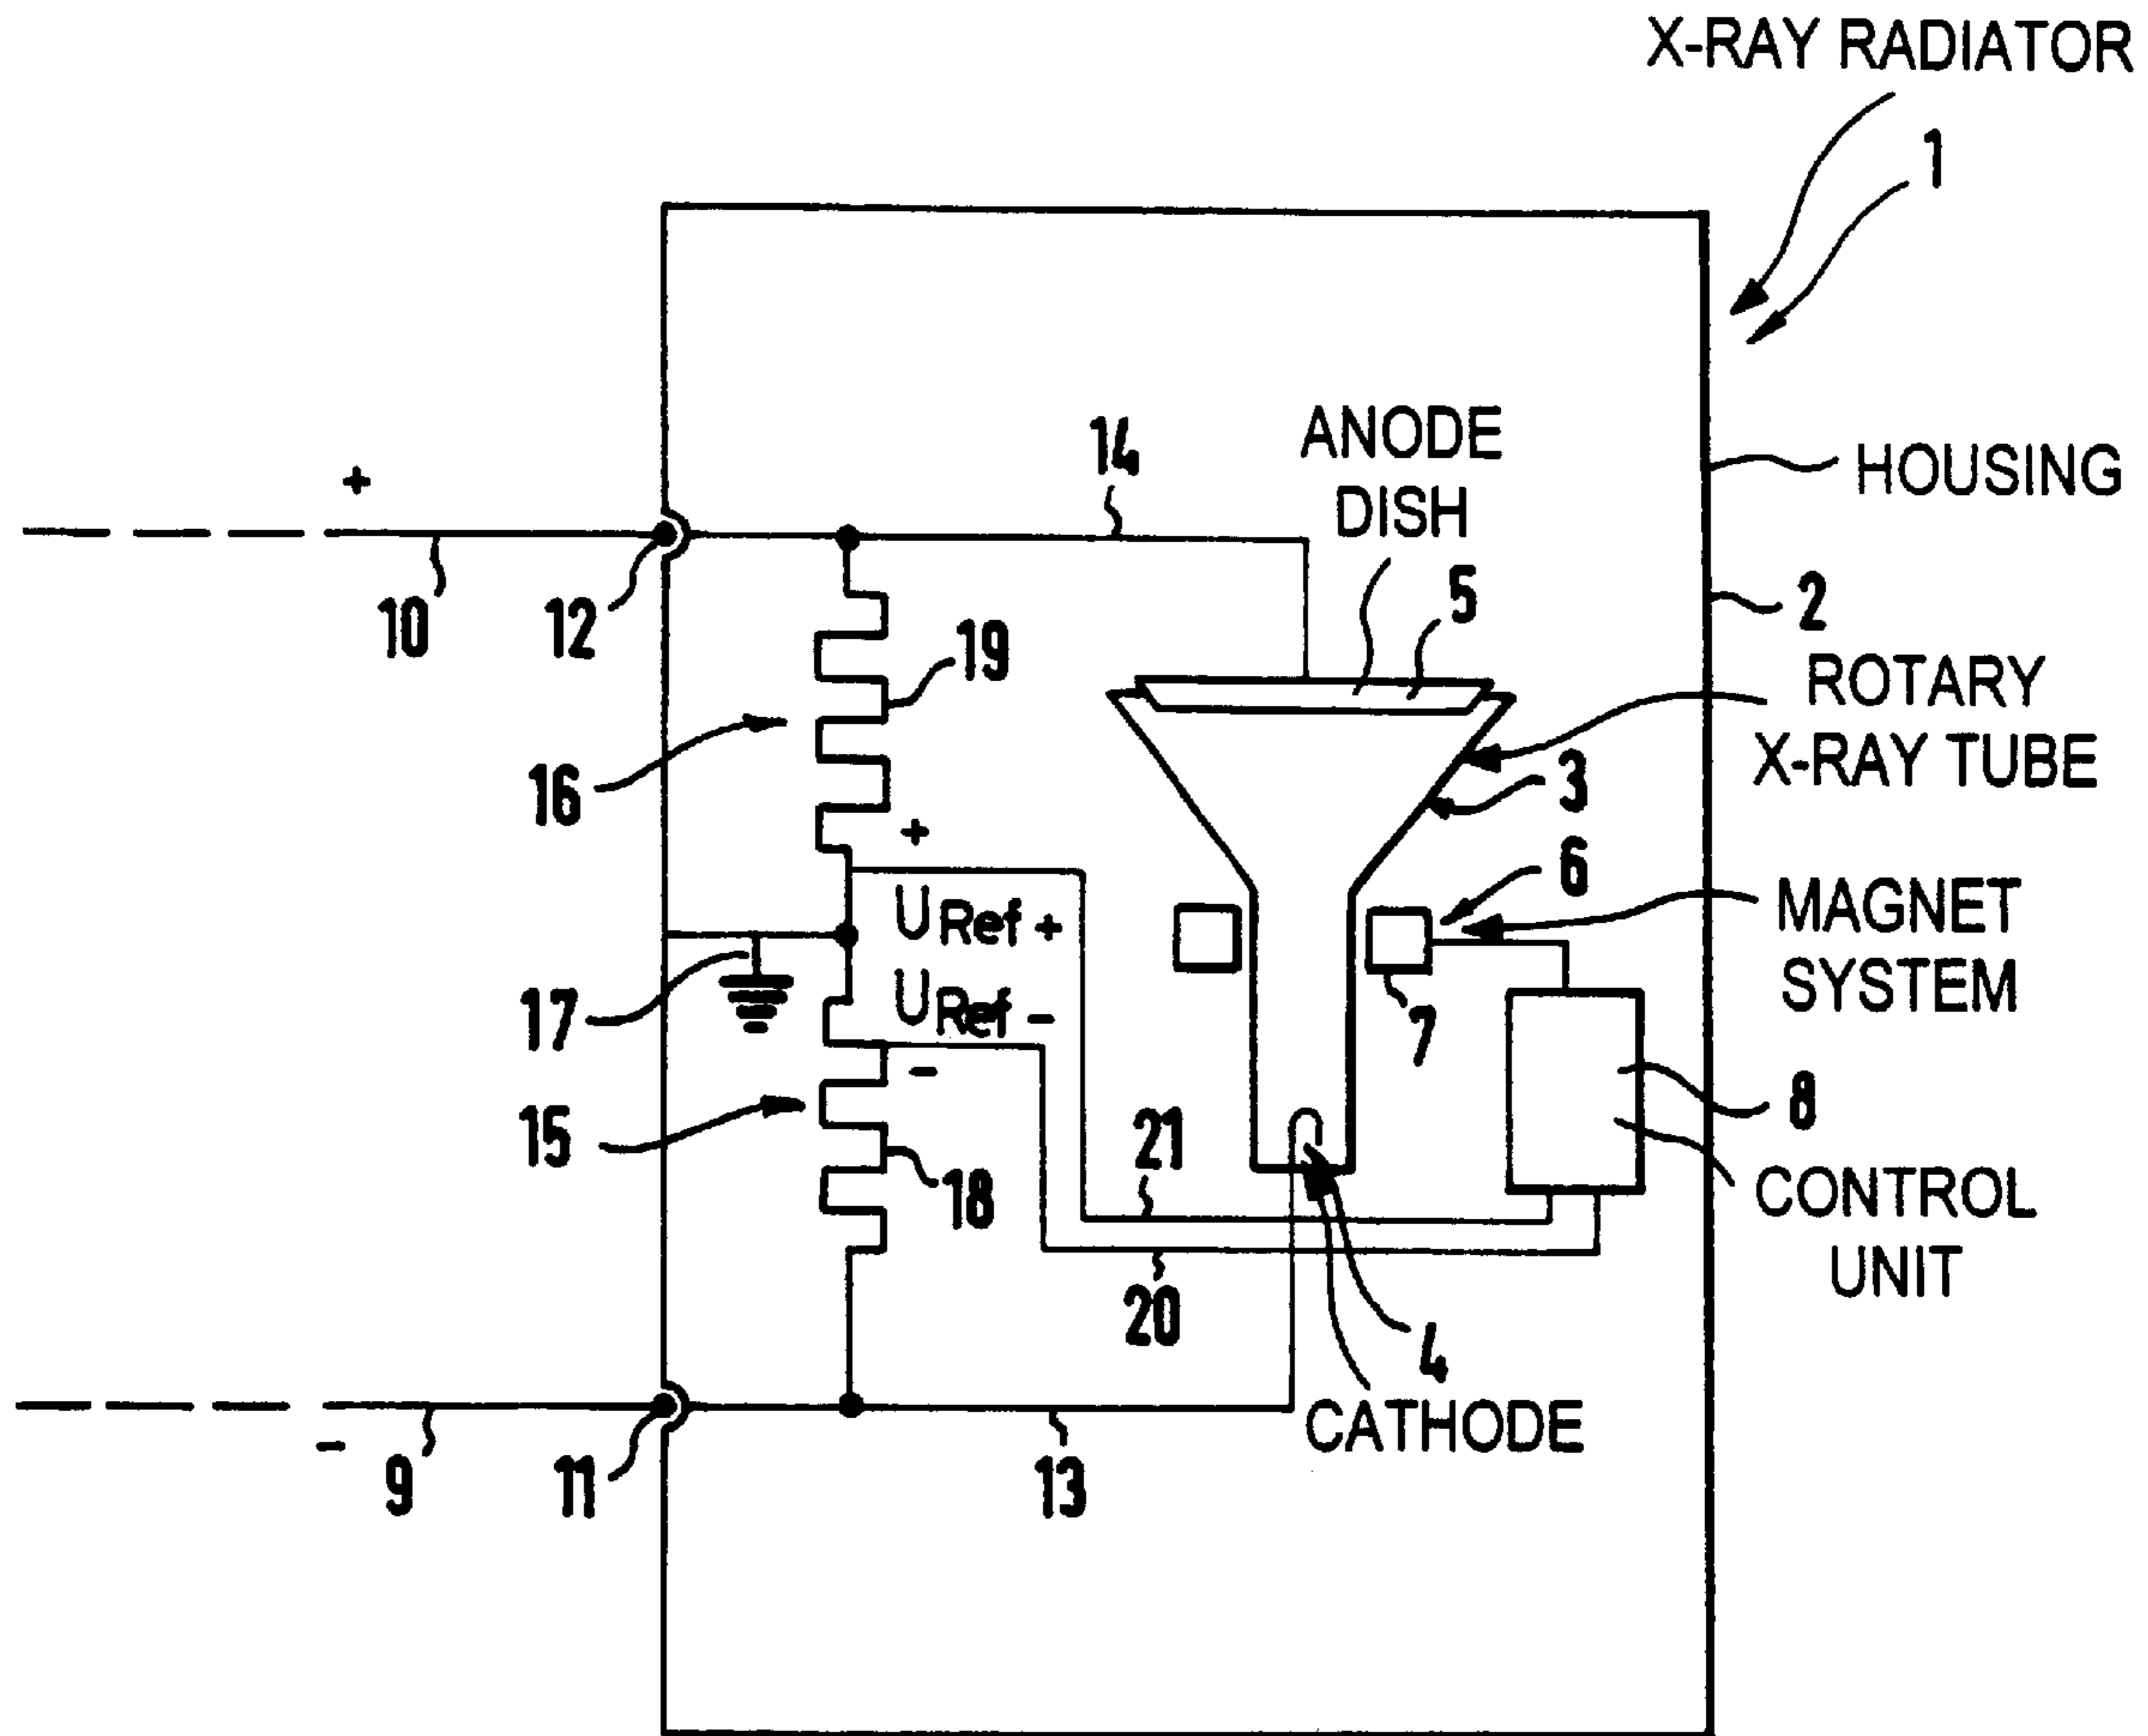 X-RAY RADIATOR
1
ANODE
DISH
14
+
HOUSING
10
12
19
5
2
ROTARY
X-RAY TUBE
16
3
+
6
URef +
MAGNET
SYSTEM
URef -
17
7
-
15
21
8
18
CONTROL
UNIT
20
4
CATHODE
-
9
11
13